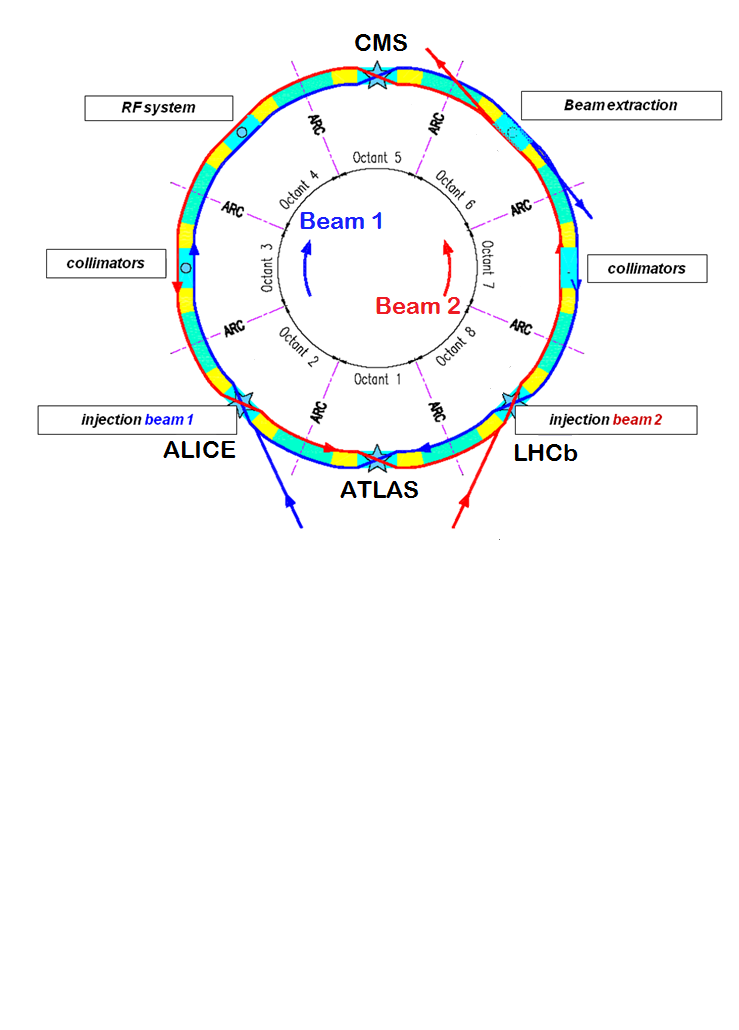 CMS
RF system
Beam extraction
ARC
ARC
Octant 5
Octant 4
Octant 6
ARC
ARC
Beam 1
Octant 3
Octant 7
collimators
collimators
Beam 2
ARC
ARC
Octant 2
Octant 8
Octant 1
ARC
ARC
injection beam 1
injection beam 2
ALICE
LHCb
ATLAS